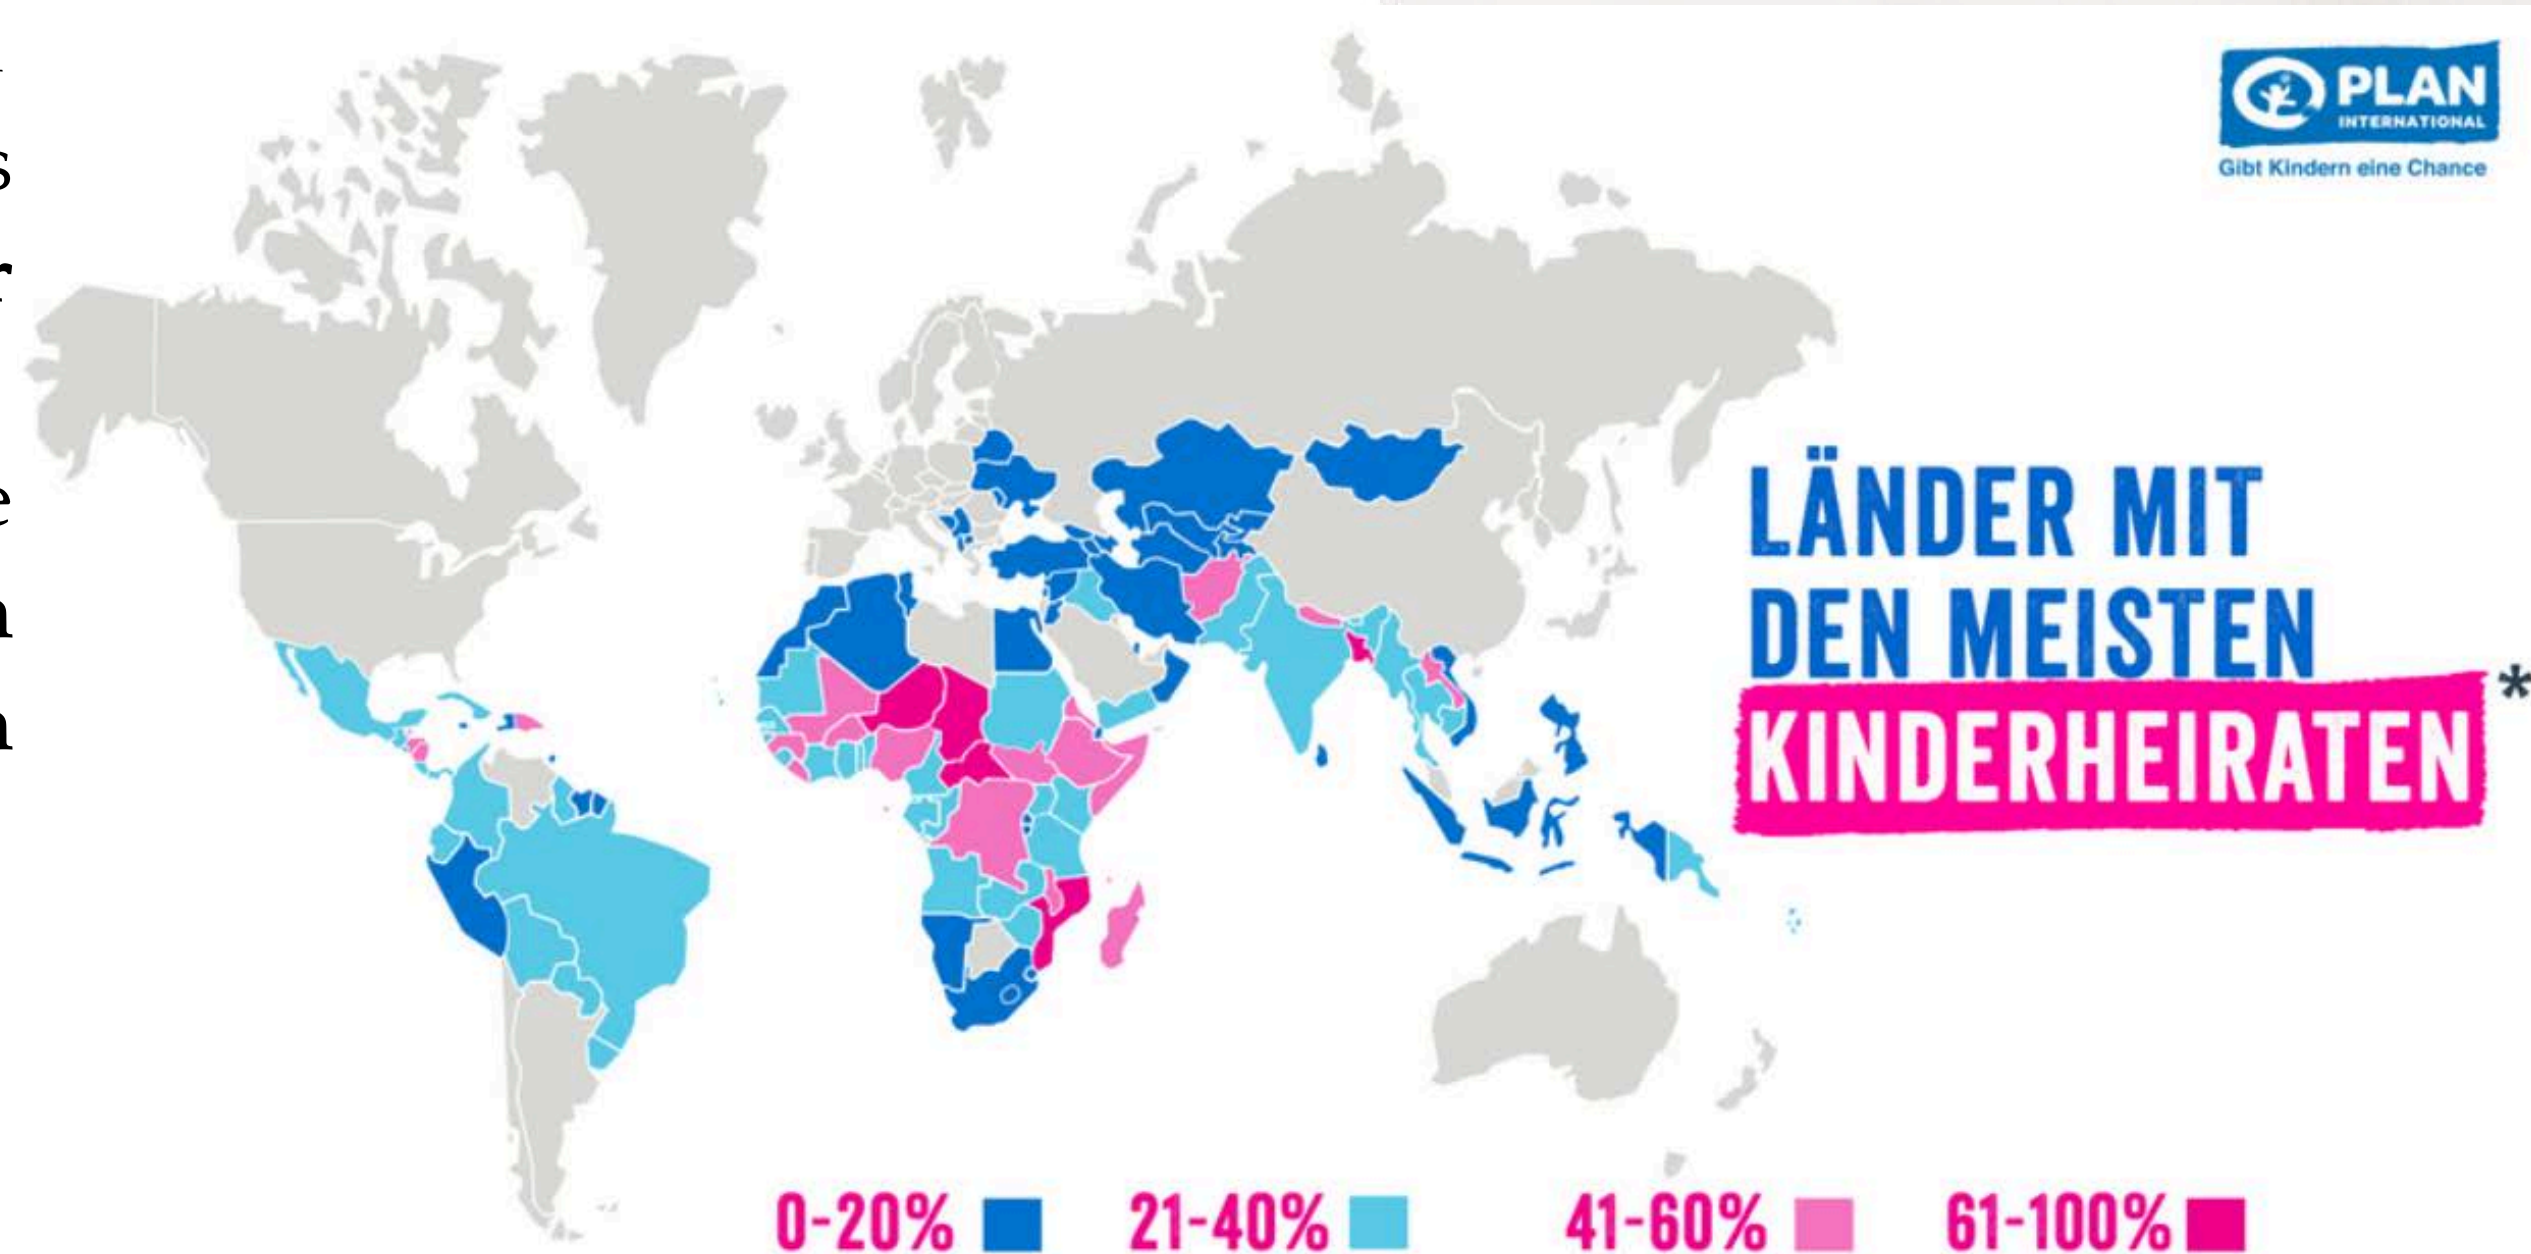 PLAN
INTERNATIONAL
Gibt Kindern eine Chance
LÄNDER MIT
DEN MEISTEN
KINDERHEIRATEN *
0-20% 21-40% 41-60% 61-100%
s
r
e
n
n